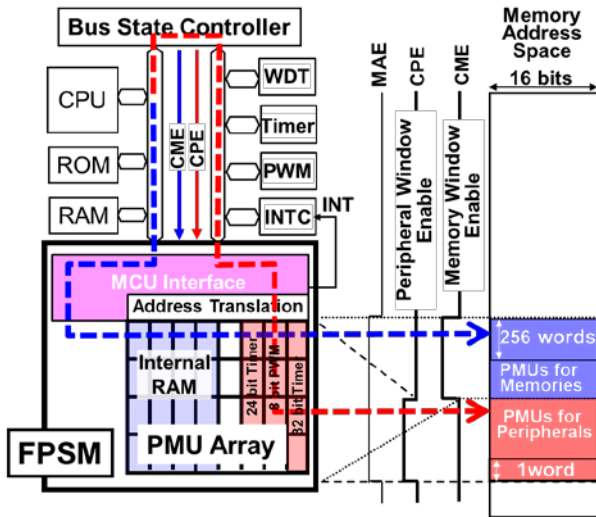 Bus State Controller
Memory
Address
Space
16 bits
MAE
CPE
CME
CPU
ROM
RAM
CME
CPE
WDT
Timer
PWM
INTC
INT
Peripheral Window
Enable
Memory Window
Enable
MCU Interface
Address Translation
Internal
RAM
24 bit Timer
8 bit PWM
32 bit Timer
PMU Array
FPSM
256 words
PMUs for
Memories
PMUs for
Peripherals
1word